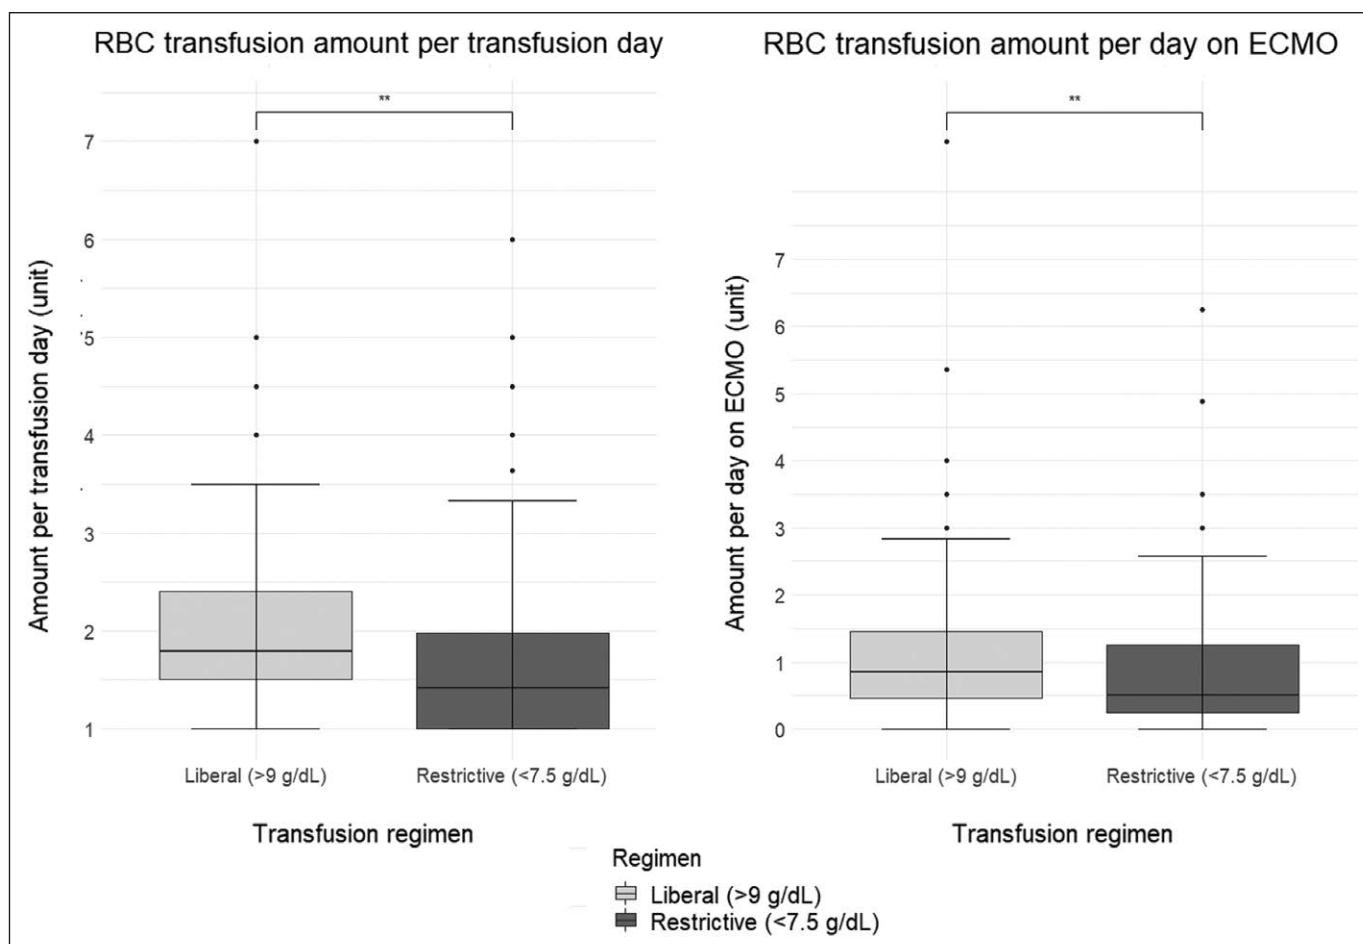 RBC transfusion amount per transfusion day
**
7
6
5
4
3
2
1
Amount per transfusion day (unit)
Liberal (>9 g/dL)
Restrictive (<7.5 g/dL)
Transfusion regimen
RBC transfusion amount per day on ECMO
**
7
6
5
4
3
2
1
0
Amount per day on ECMO (unit)
Liberal (>9 g/dL)
Restrictive (<7.5 g/dL)
Transfusion regimen
Regimen
Liberal (>9 g/dL)
Restrictive (<7.5 g/dL)